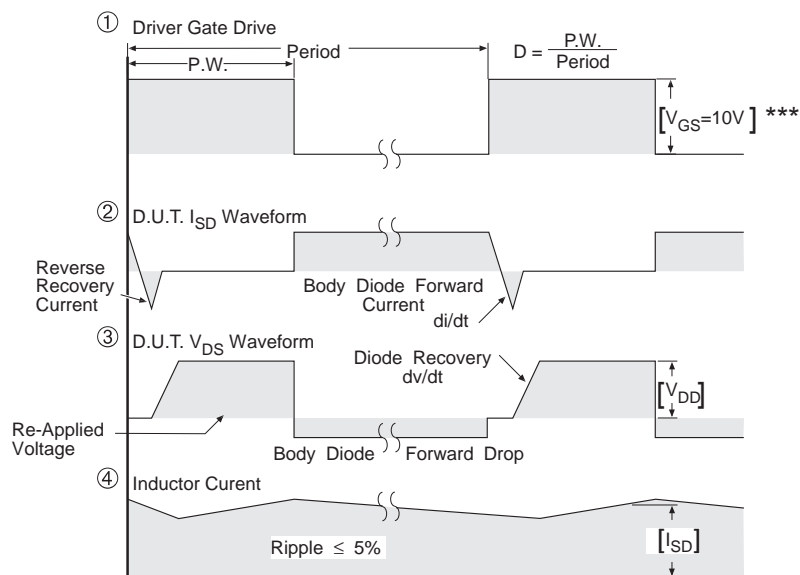 ① Driver Gate Drive
Period
P.W.
D = P.W. / Period
[VGS=10V] ***
② D.U.T. ISD Waveform
Reverse
Recovery
Current
Body Diode Forward
Current
di/dt
③ D.U.T. VDS Waveform
Diode Recovery
dv/dt
[VDD]
Re-Applied
Voltage
Body Diode Forward Drop
④ Inductor Curent
Ripple ≤ 5%
[ISD]